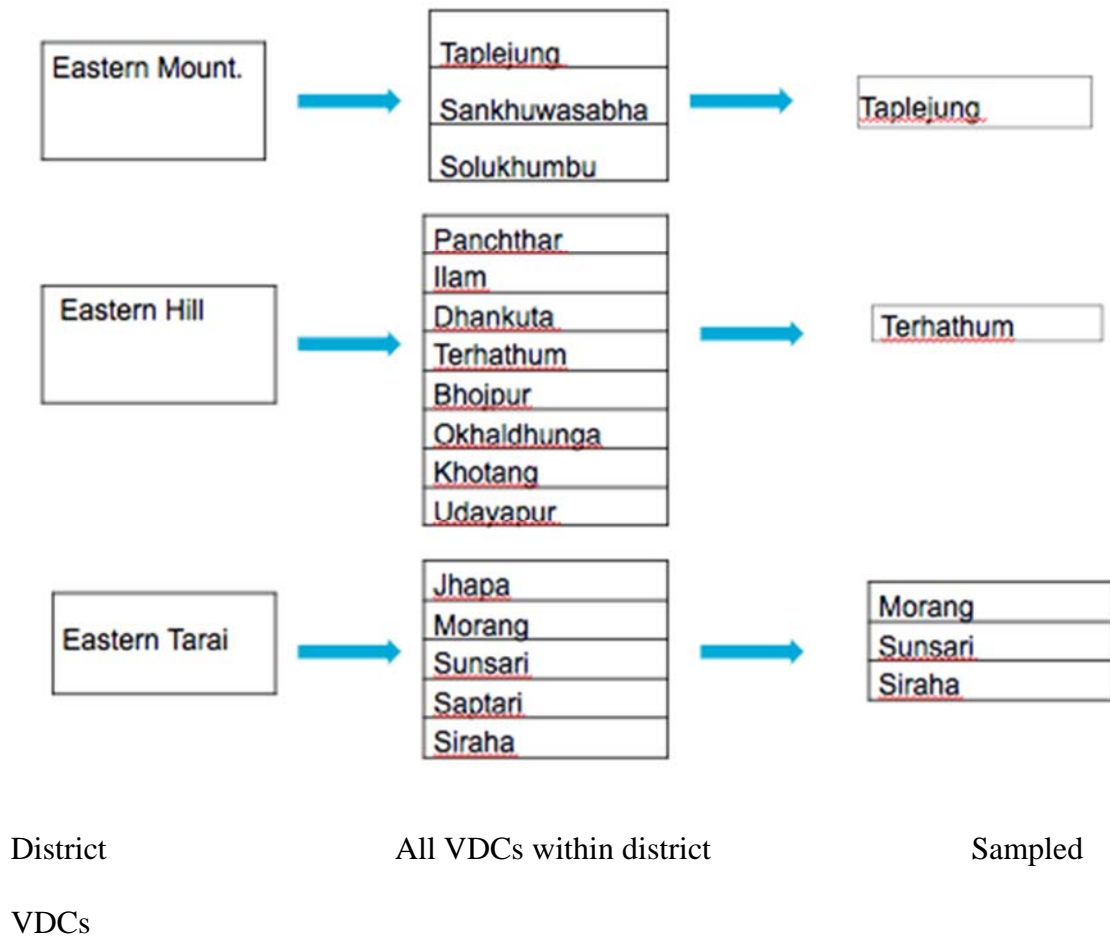 Eastern Mount.
Taplejung
Sankhuwasabha
Solukhumbu
Taplejung
Eastern Hill
Panchthar
Ilam
Dhankuta
Terhathum
Bhojpur
Okhaldhunga
Khotang
Udayapur
Terhathum
Eastern Tarai
Jhapa
Morang
Sunsari
Saptari
Siraha
Morang
Sunsari
Siraha
District All VDCs within district Sampled
VDCs